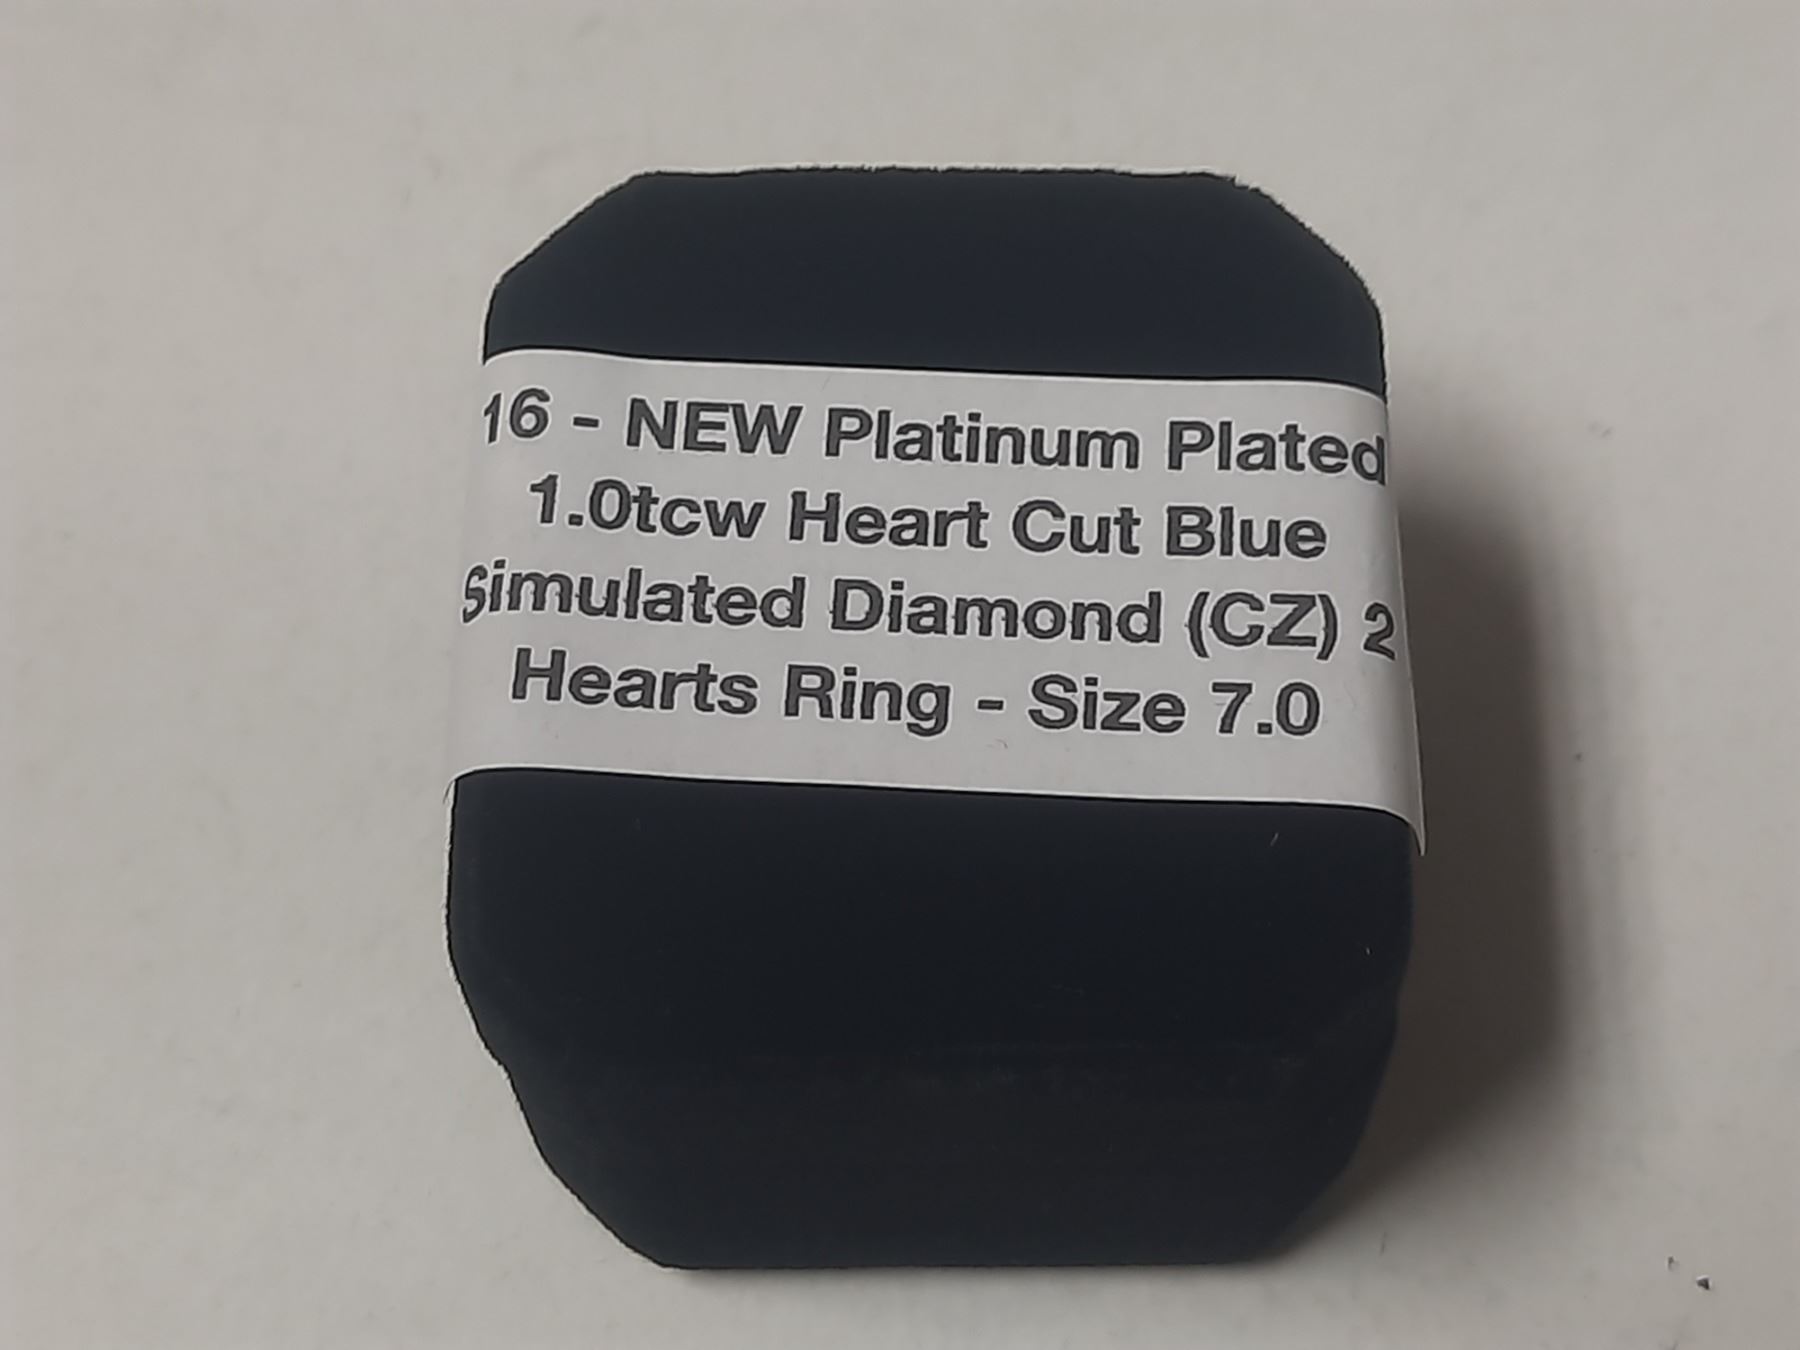 16 - NEW Platinum Plated
1.0tcw Heart Cut Blue
Simulated Diamond (CZ) 2
Hearts Ring - Size 7.0